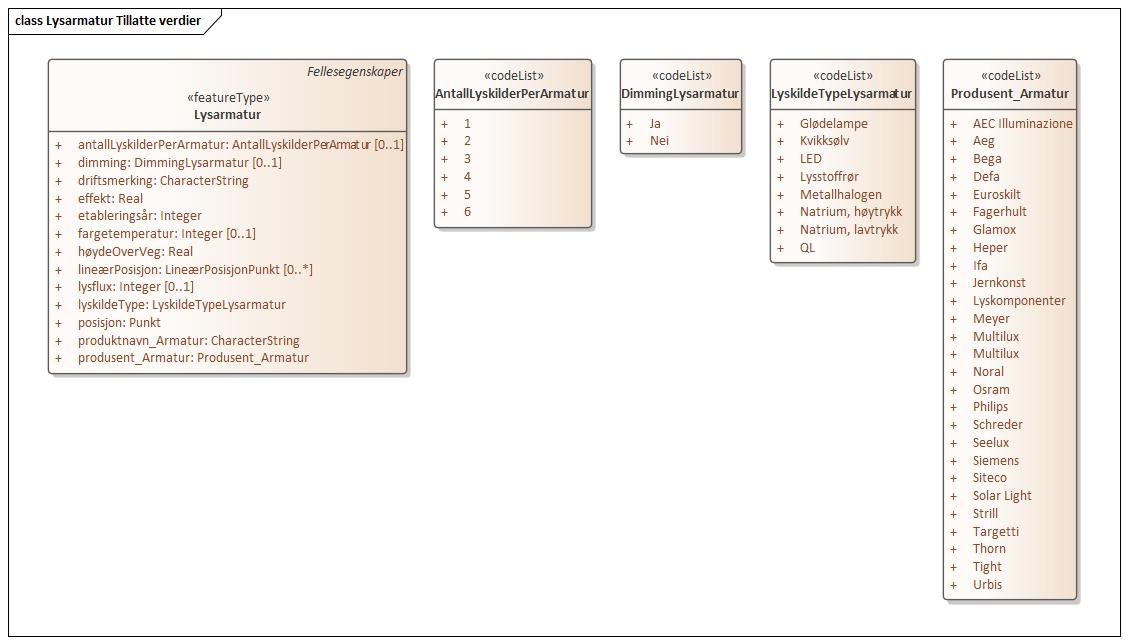 class Lysarmatur Tillatte verdier
Fellesegenskaper
«featureType»
Lysarmatur
+ antallLyskilderPerArmatur: AntallLyskilderPerArmatur [0..1]
+ dimming: DimmingLysarmatur [0..1]
+ driftsmerking: CharacterString
+ effekt: Real
+ etableringsår: Integer
+ fargetemperatur: Integer [0..1]
+ høydeOverVeg: Real
+ lineærPosisjon: LineærPosisjonPunkt [0..*]
+ lysflux: Integer [0..1]
+ lyskildeType: LyskildeTypeLysarmatur
+ posisjon: Punkt
+ produktnavn_Armatur: CharacterString
+ produsent_Armatur: Produsent_Armatur
«codeList»
AntallLyskilderPerArmatur
+ 1
+ 2
+ 3
+ 4
+ 5
+ 6
«codeList»
DimmingLysarmatur
+ Ja
+ Nei
«codeList»
LyskildeTypeLysarmatur
+ Glødelampe
+ Kvikksølv
+ LED
+ Lysstoffrør
+ Metallhalogen
+ Natrium, høytrykk
+ Natrium, lavtrykk
+ QL
«codeList»
Produsent_Armatur
+ AEC Illuminazione
+ Aeg
+ Bega
+ Defa
+ Euroskilt
+ Fagerhult
+ Glamox
+ Heper
+ Ifa
+ Jernkonst
+ Lyskomponenter
+ Meyer
+ Multilux
+ Multilux
+ Noral
+ Osram
+ Philips
+ Schreder
+ Seelux
+ Siemens
+ Siteco
+ Solar Light
+ Strill
+ Targetti
+ Thorn
+ Tight
+ Urbis